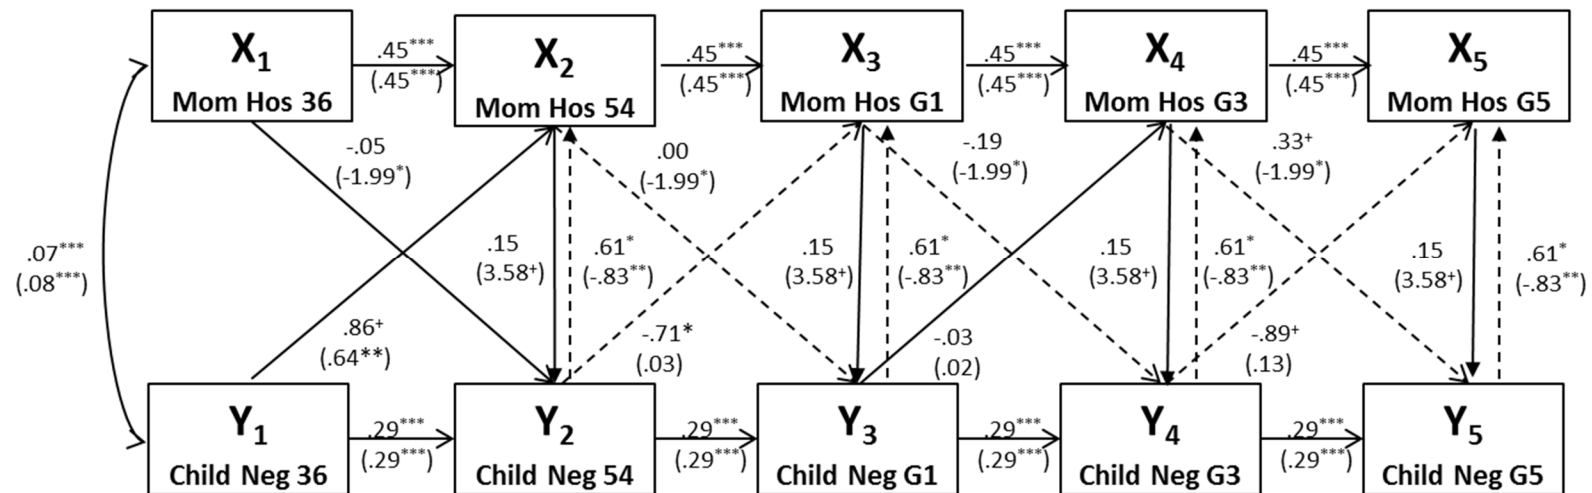 X1
Mom Hos 36
.45***
(.45***)
X2
Mom Hos 54
.45***
(.45***)
X3
Mom Hos G1
.45***
(.45***)
X4
Mom Hos G3
.45***
(.45***)
X5
Mom Hos G5
-.05
(-1.99*)
.00
(-1.99*)
-.19
(-1.99*)
.33+
(-1.99*)
.07***
(.08***)
.15
(3.58+)
.61*
(-.83**)
.15
(3.58+)
.61*
(-.83**)
.15
(3.58+)
.61*
(-.83**)
.15
(3.58+)
.61*
(-.83**)
.86+
(.64**)
-.71*
(.03)
-.03
(.02)
-.89+
(.13)
Y1
Child Neg 36
.29***
(.29***)
Y2
Child Neg 54
.29***
(.29***)
Y3
Child Neg G1
.29***
(.29***)
Y4
Child Neg G3
.29***
(.29***)
Y5
Child Neg G5